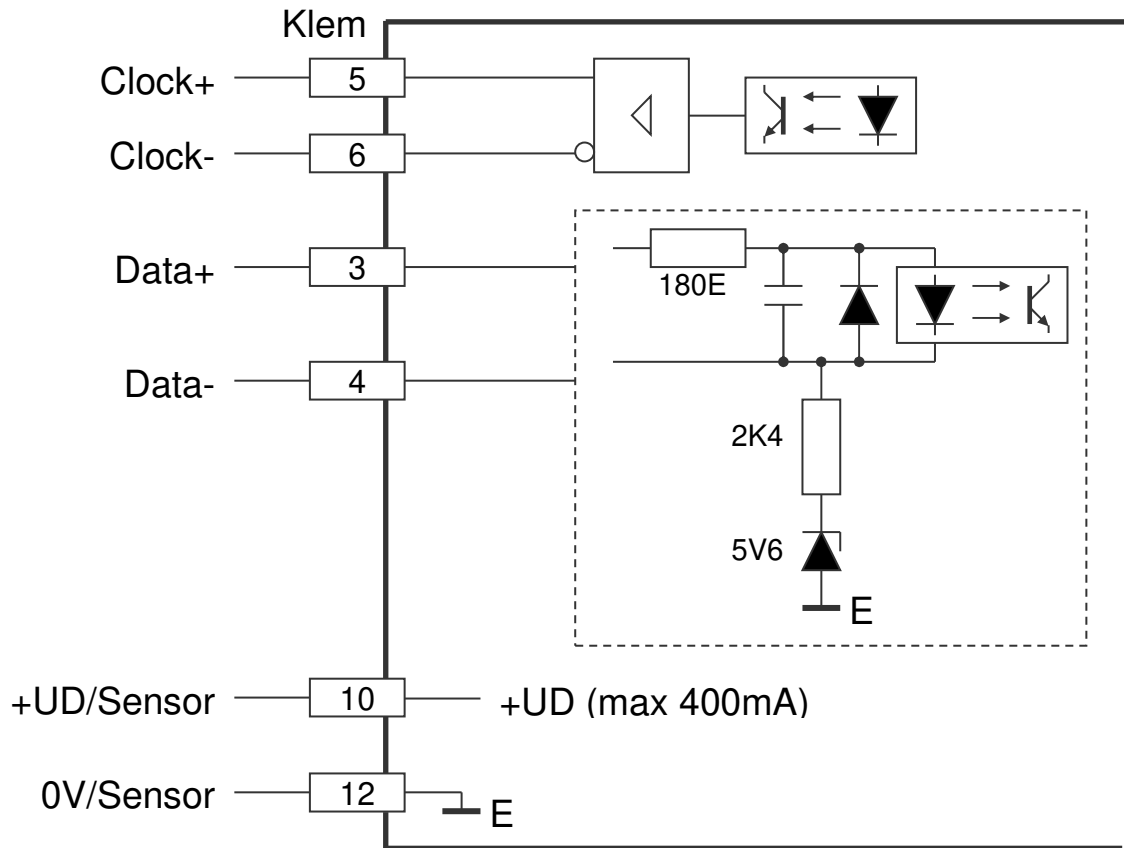 Klem
Clock+ 5
Clock- 6
Data+ 3
180E
Data- 4
2K4
5V6
E
+UD/Sensor 10 +UD (max 400mA)
0V/Sensor 12 E